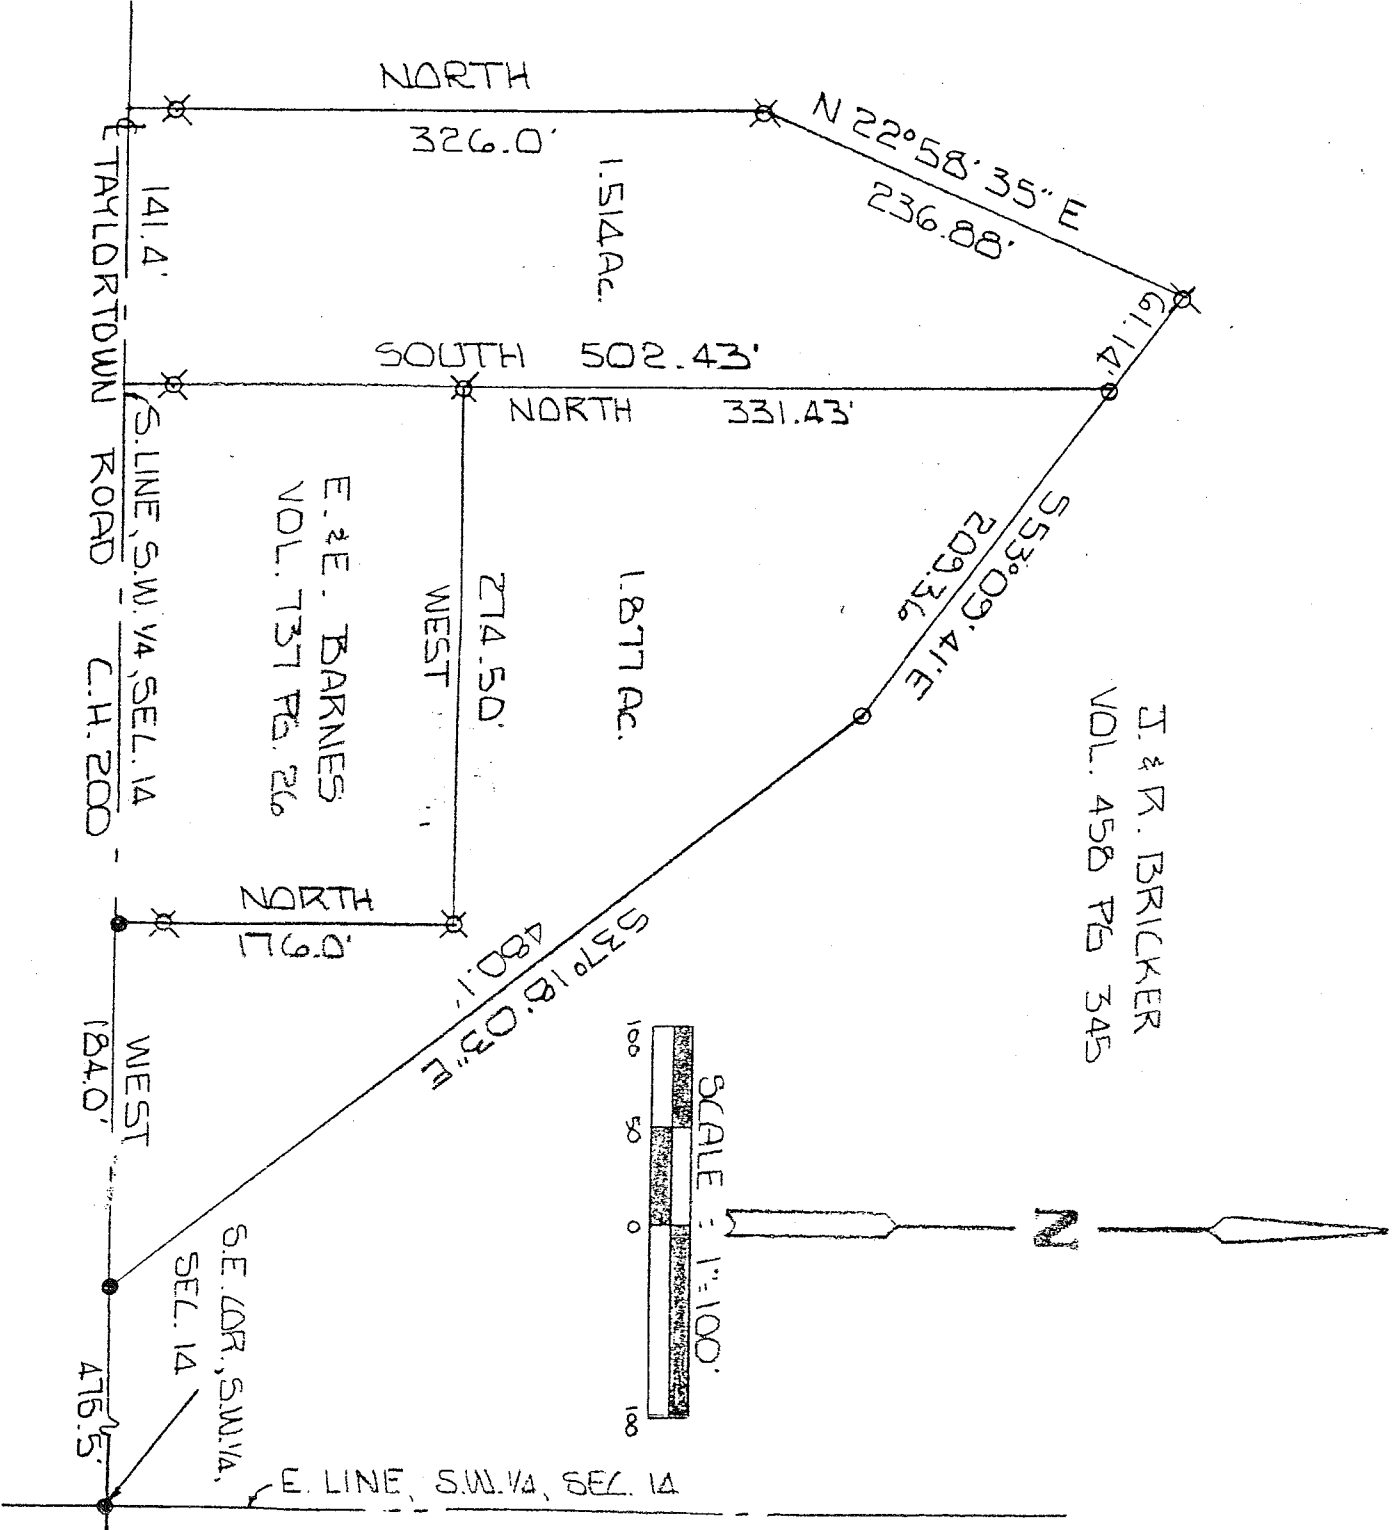 NORTH
326.0'
N 22°58'35" E
236.88'
61.14'
1.514 Ac.
141.4'
℄ TAYLORTOWN ROAD C.H. 200
SOUTH 502.43'
NORTH 331.43'
S.LINE, S.W. 1/4, SEC. 14
E. & E. BARNES
VOL. 737 PG. 26
274.50'
WEST
1.877 Ac.
S53°09'41"E
209.36
J. & R. BRICKER
VOL. 458 PG 345
NORTH
176.0'
S37°18'03"E
480.1'
WEST
184.0'
SCALE : 1"=100'
100 50 0 100
N
S.E. COR., S.W.1/4,
SEC. 14
476.5'
E. LINE, S.W.1/4, SEC. 14